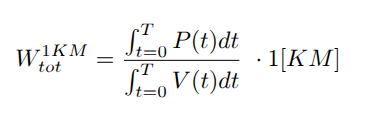 W_{tot}^{1KM} = \frac{\int_{t=0}^{T} P(t)dt}{\int_{t=0}^{T} V(t)dt} \cdot 1[KM]